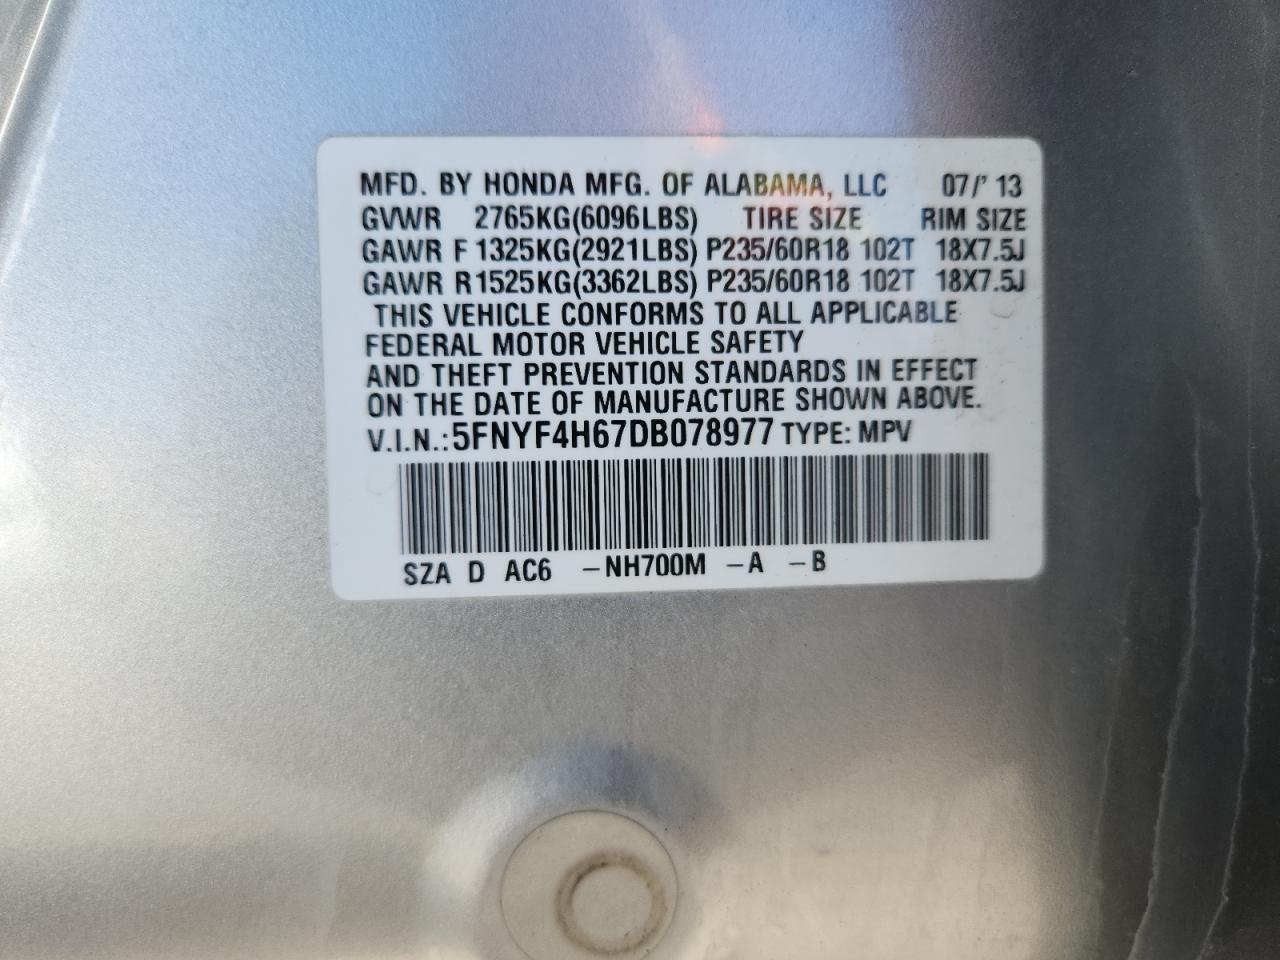 MFD. BY HONDA MFG. OF ALABAMA, LLC 07/' 13
GVWR 2765KG(6096LBS) TIRE SIZE RIM SIZE
GAWR F 1325KG(2921LBS) P235/60R18 102T 18X7.5J
GAWR R1525KG(3362LBS) P235/60R18 102T 18X7.5J
THIS VEHICLE CONFORMS TO ALL APPLICABLE
FEDERAL MOTOR VEHICLE SAFETY
AND THEFT PREVENTION STANDARDS IN EFFECT
ON THE DATE OF MANUFACTURE SHOWN ABOVE.
V.I.N.:5FNYF4H67DB078977 TYPE: MPV
SZA D AC6 –NH700M –A –B